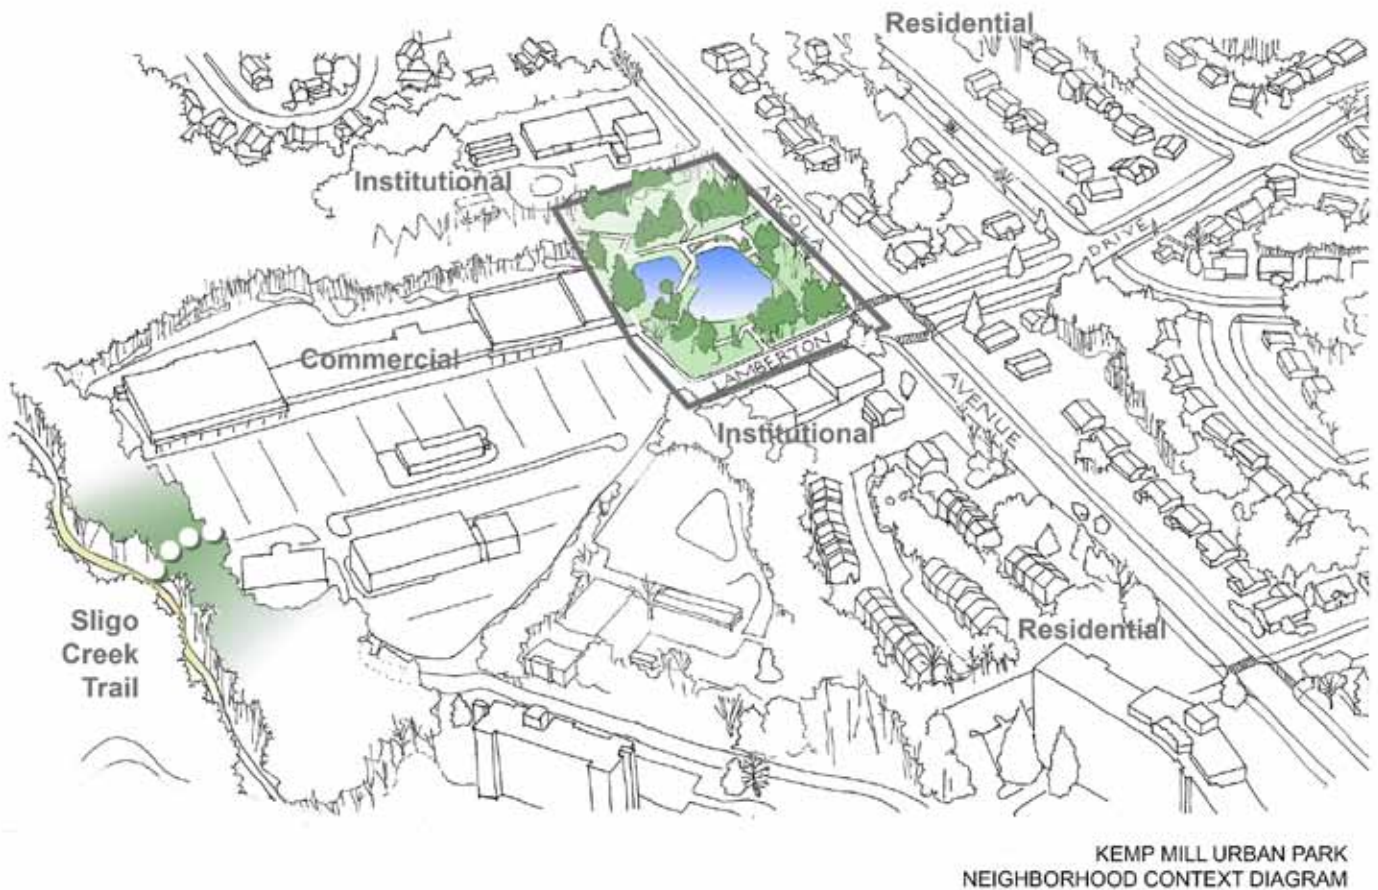 Residential
Institutional
ARCOLA
DRIVE
Commercial
LAMBERTON
AVENUE
Institutional
Sligo
Creek
Trail
Residential
KEMP MILL URBAN PARK
NEIGHBORHOOD CONTEXT DIAGRAM